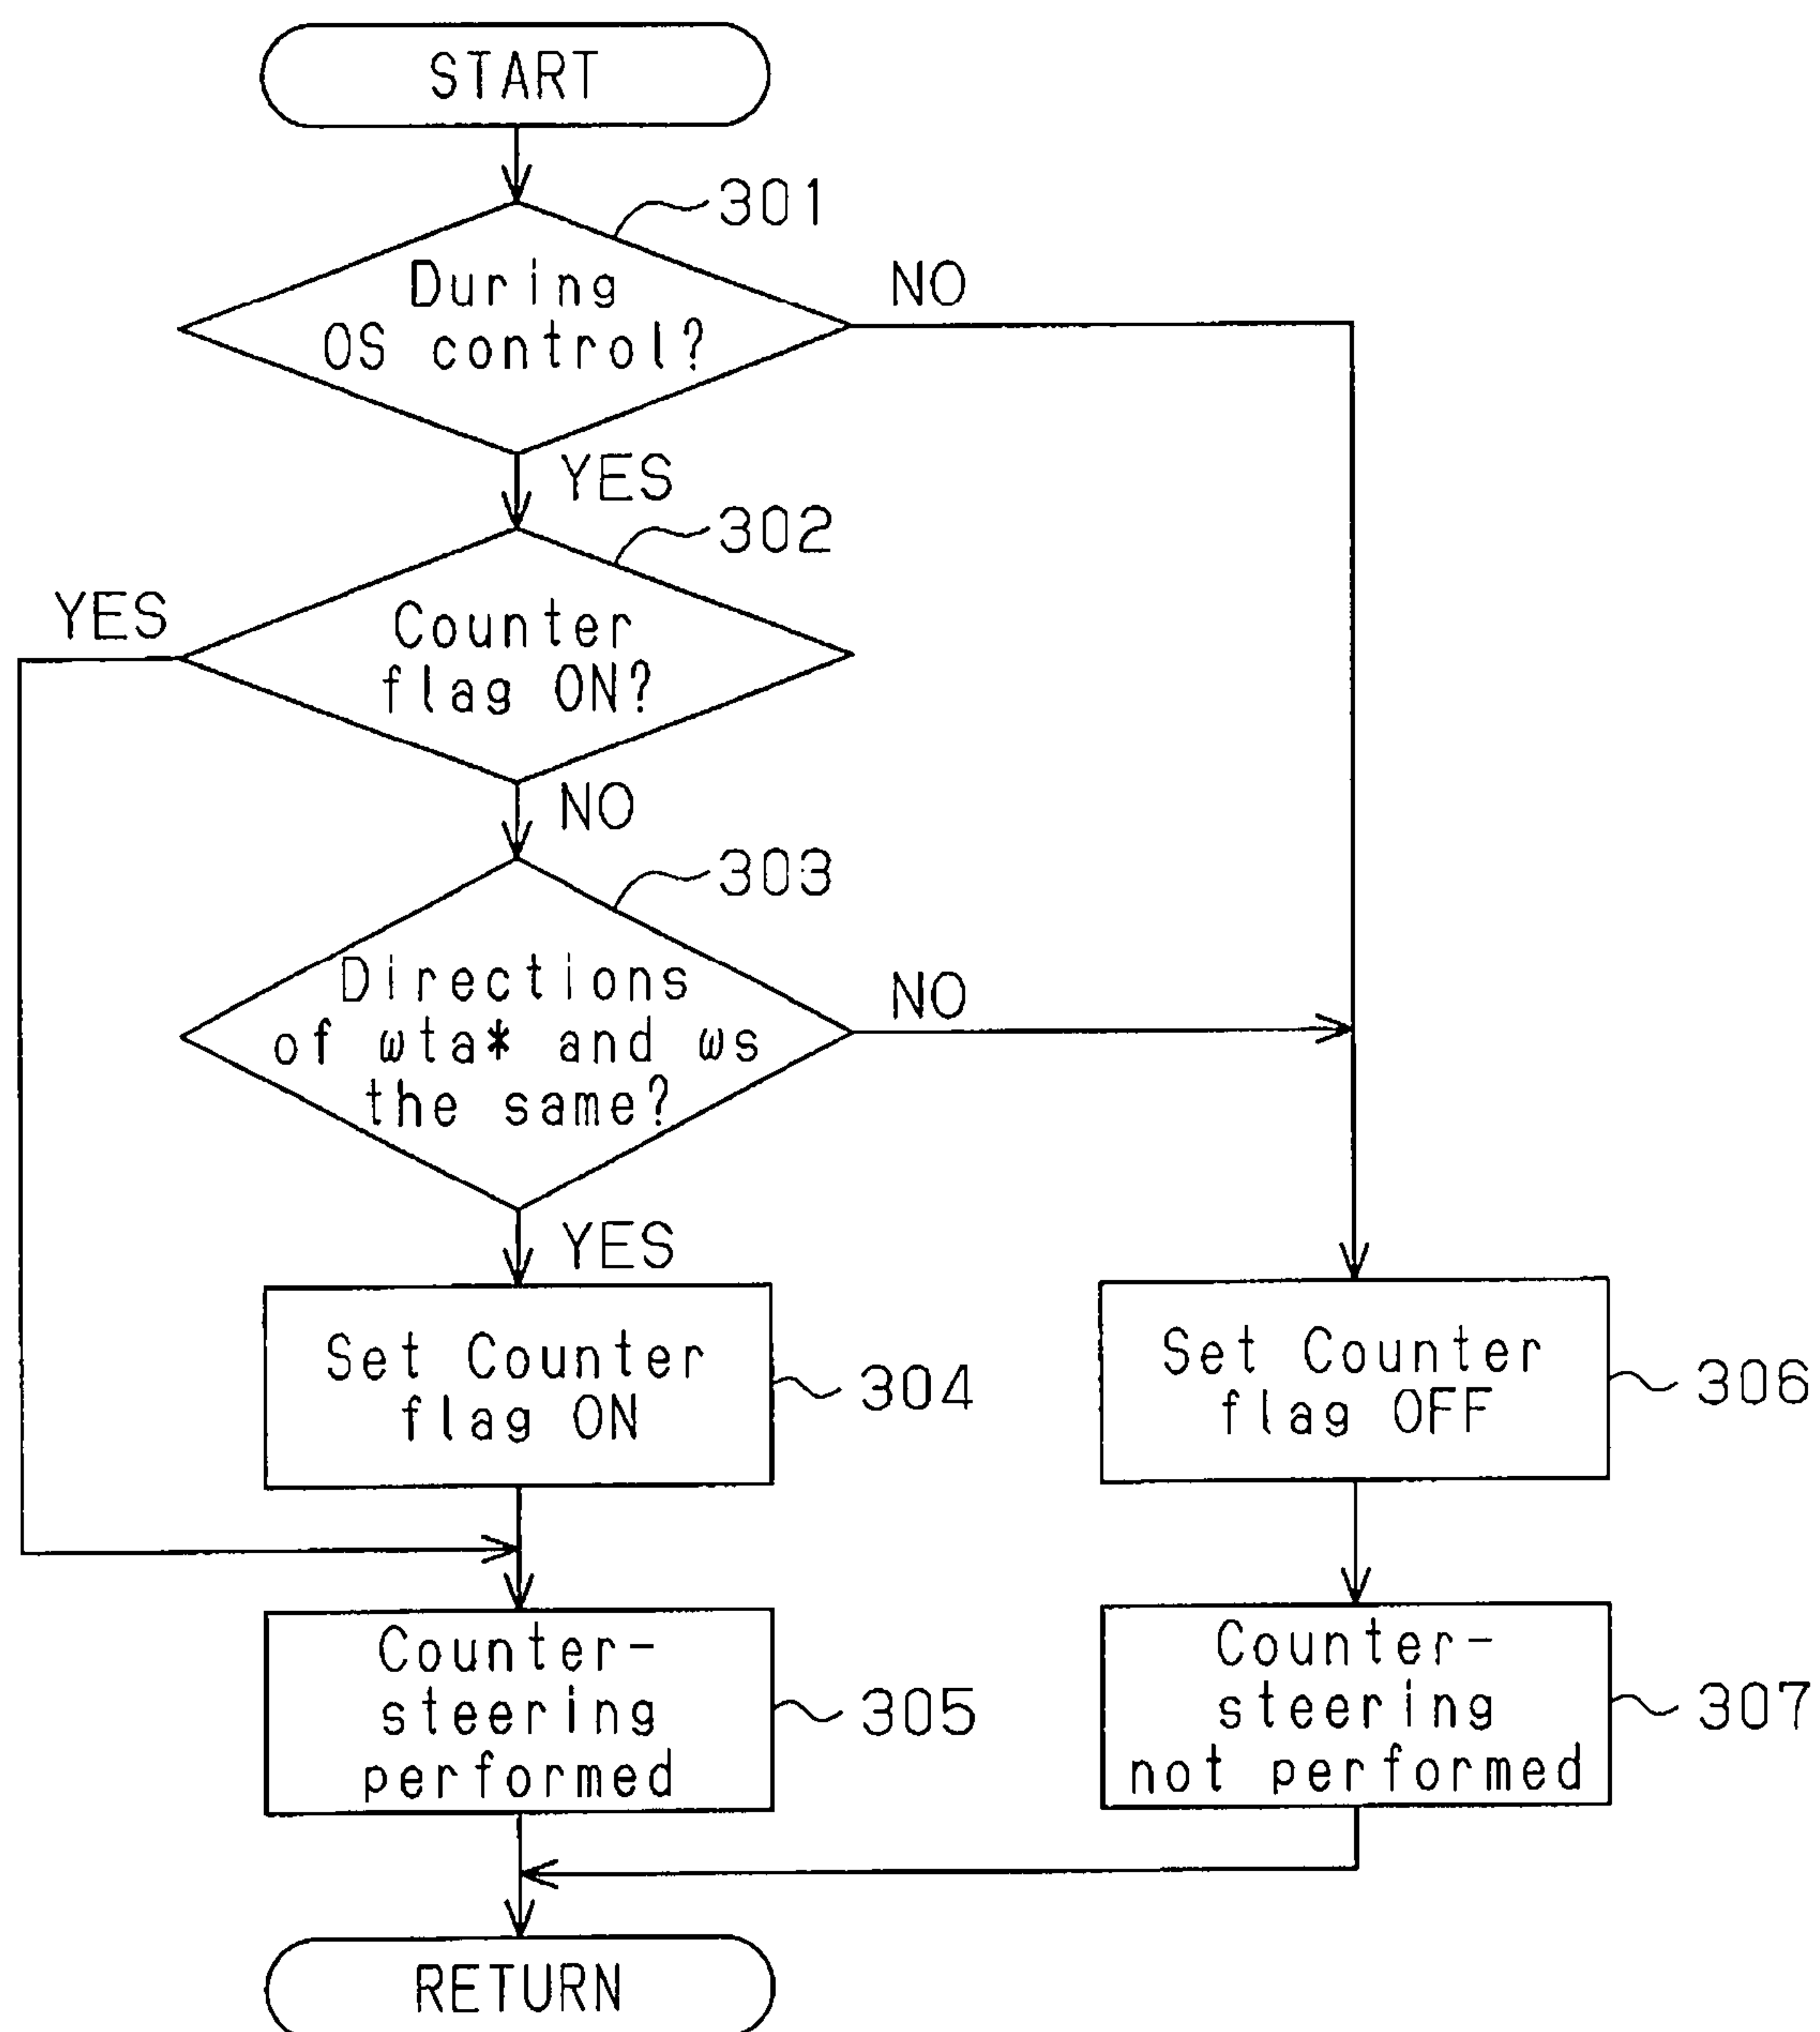 START
301
During
OS control?
NO
YES
302
YES
Counter
flag ON?
NO
303
Directions
of ωta* and ωs
the same?
NO
YES
Set Counter
flag ON
304
Set Counter
flag OFF
306
Counter-
steering
performed
305
Counter-
steering
not performed
307
RETURN